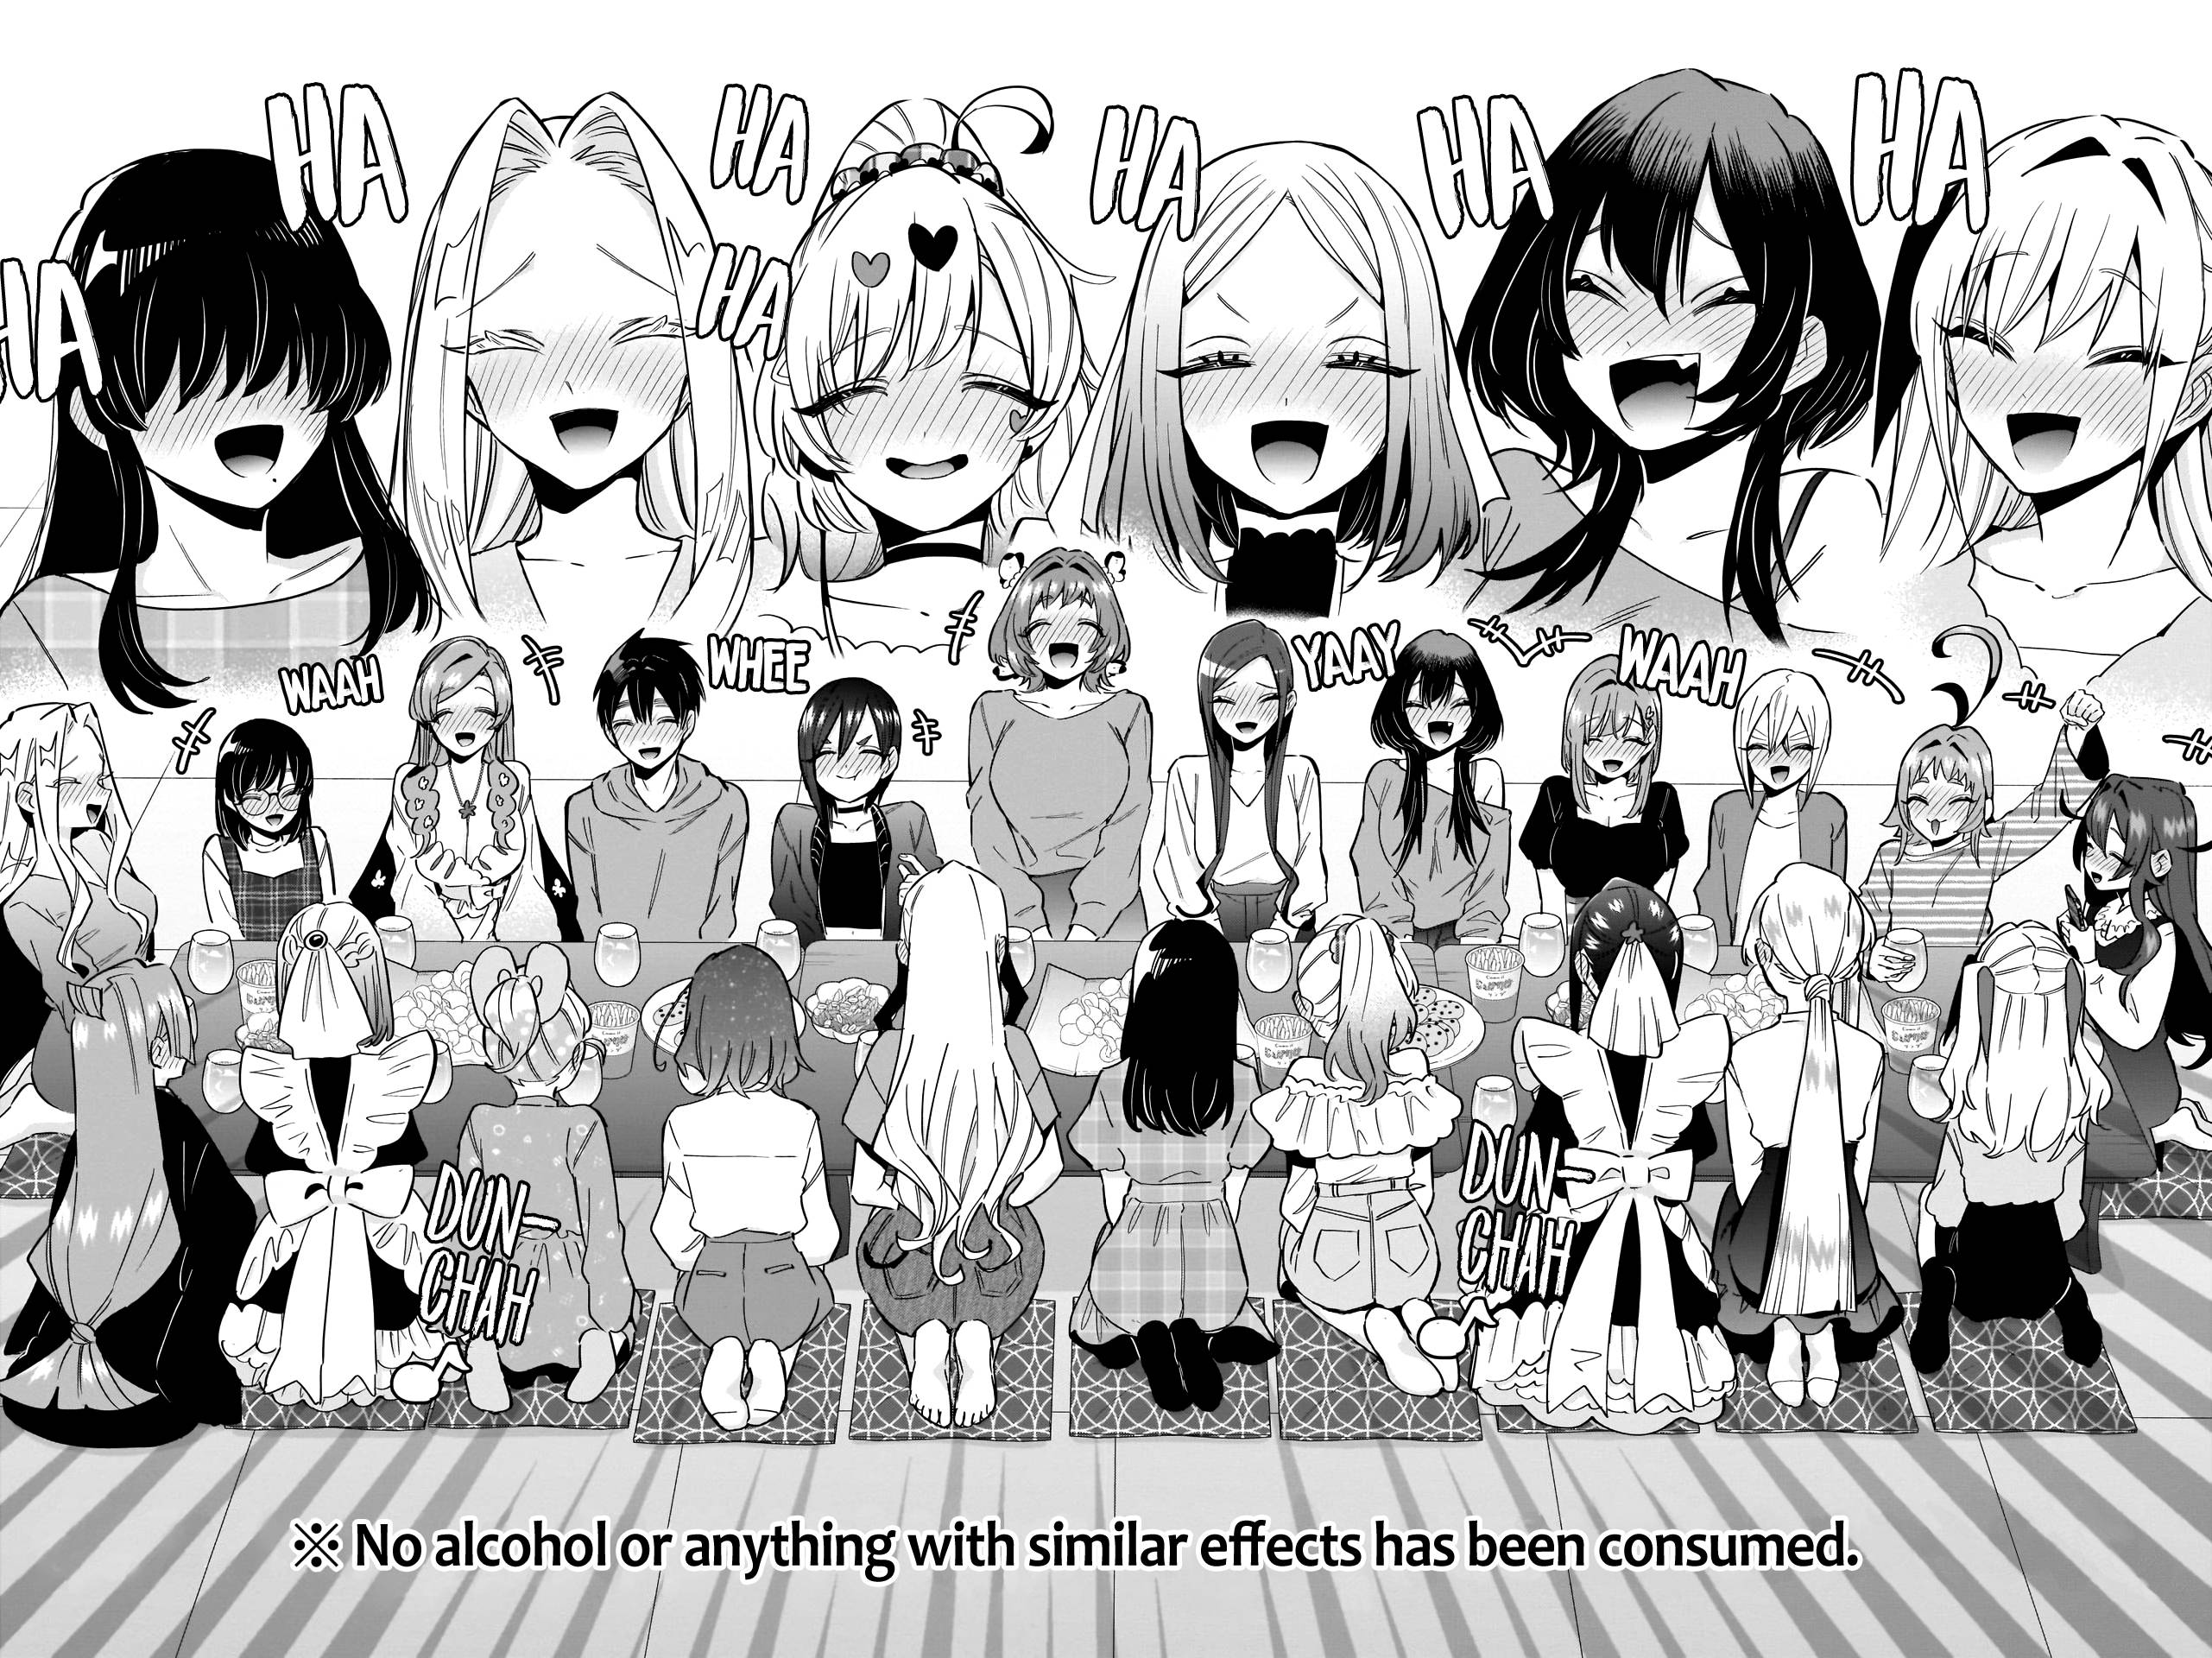 HA
HA
HA
HA
HA
HA
HA
WAAH
WHEE
YAAY
WAAH
DUN-
CHAH
DUN-
CHAH
※ No alcohol or anything with similar effects has been consumed.